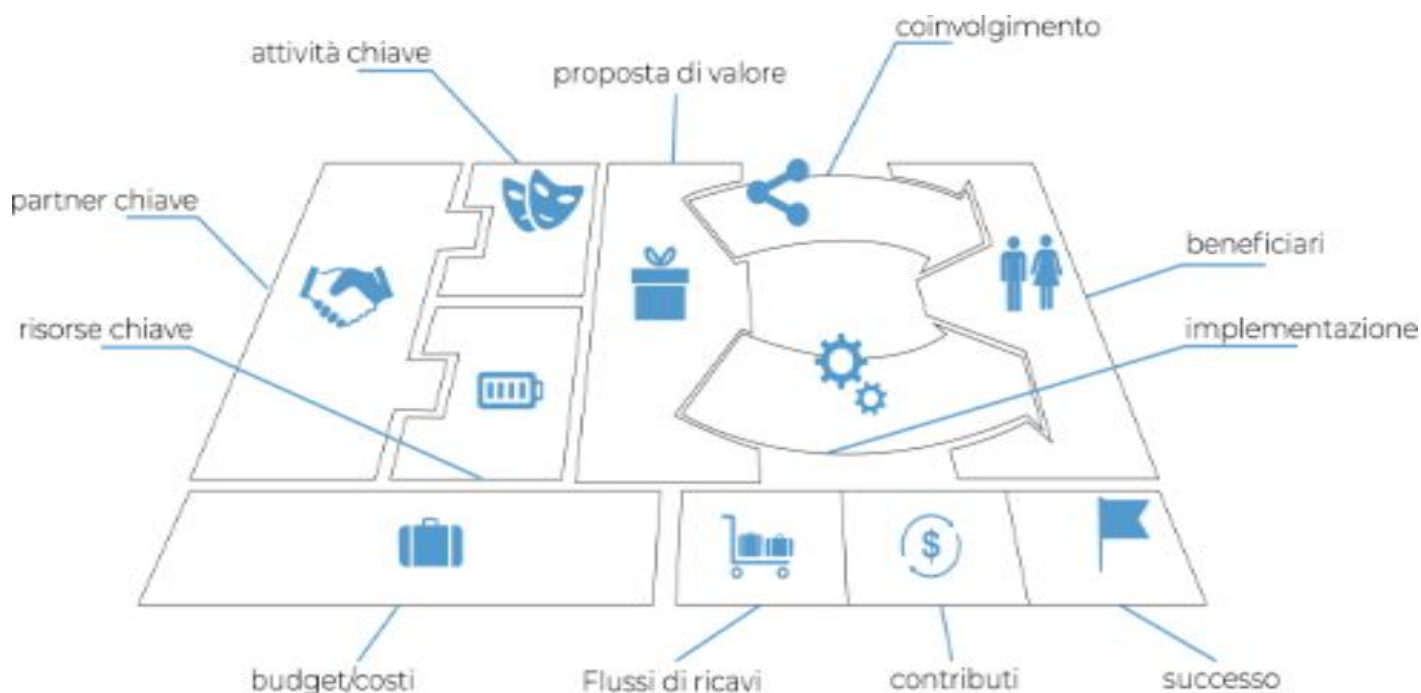 coinvolgimento
attività chiave
proposta di valore
partner chiave
beneficiari
risorse chiave
implementazione
$
budget/costi
Flussi di ricavi
contributi
successo